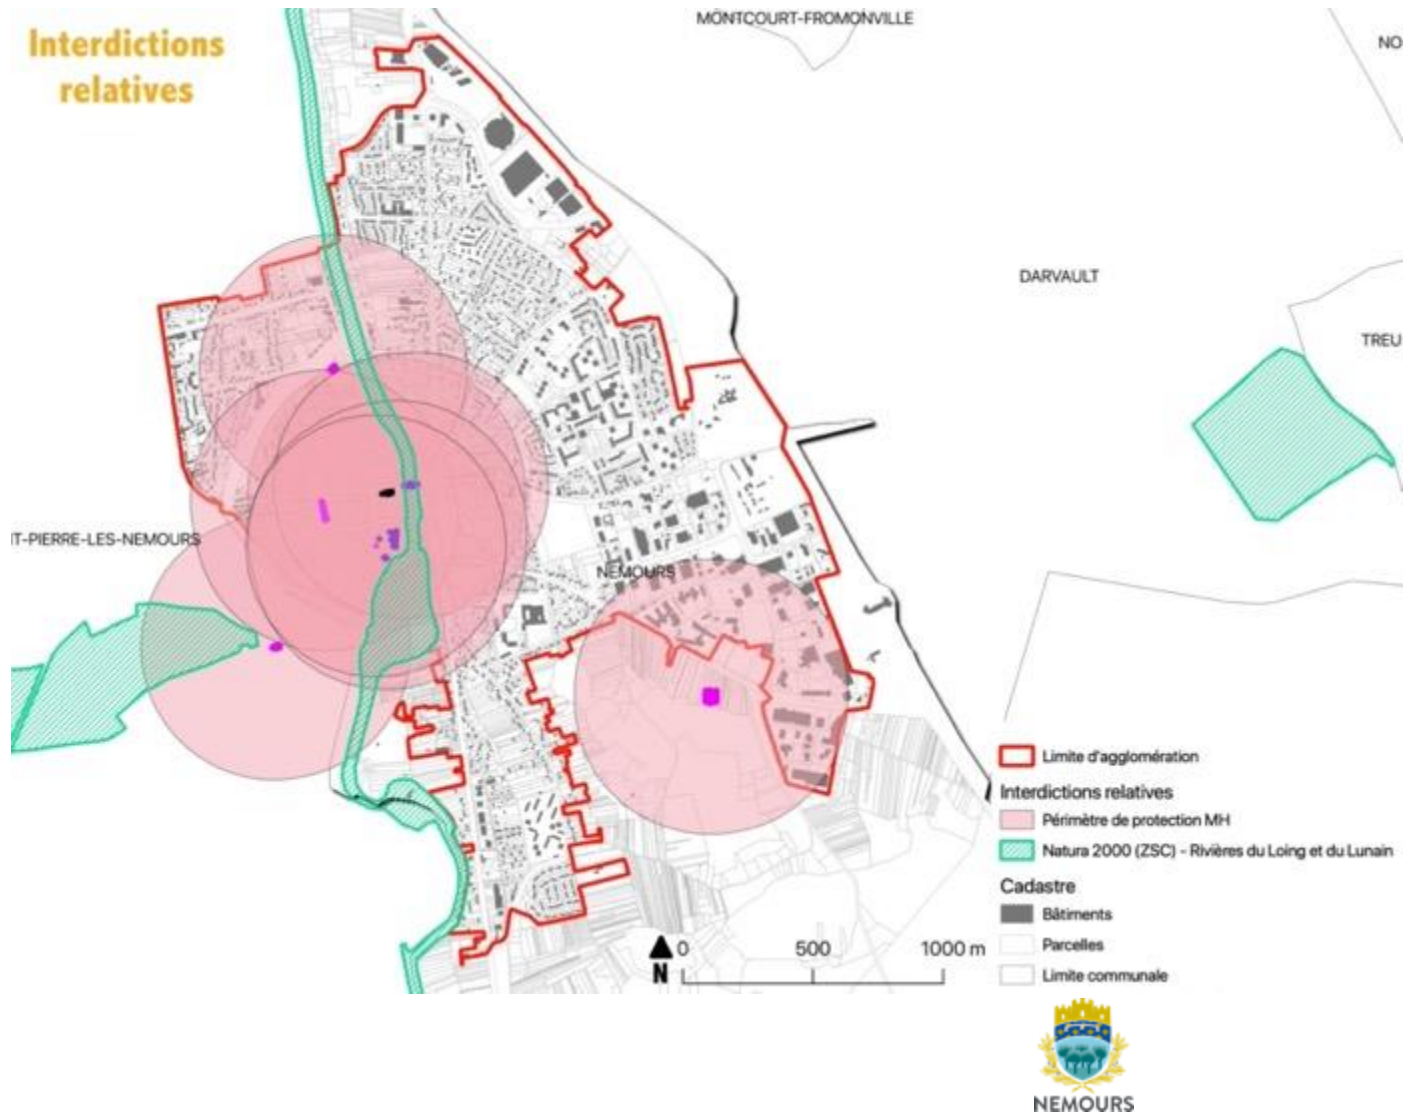 Interdictions
relatives
MONTCOURT-FROMONVILLE
NO
DARVAULT
TREU
T-PIERRE-LES-NEMOURS
NEMOURS
Limite d'agglomération
Interdictions relatives
Périmètre de protection MH
Natura 2000 (ZSC) - Rivières du Loing et du Lunain
Cadastre
Bâtiments
Parcelles
Limite communale
0 500 1000 m
N
NEMOURS